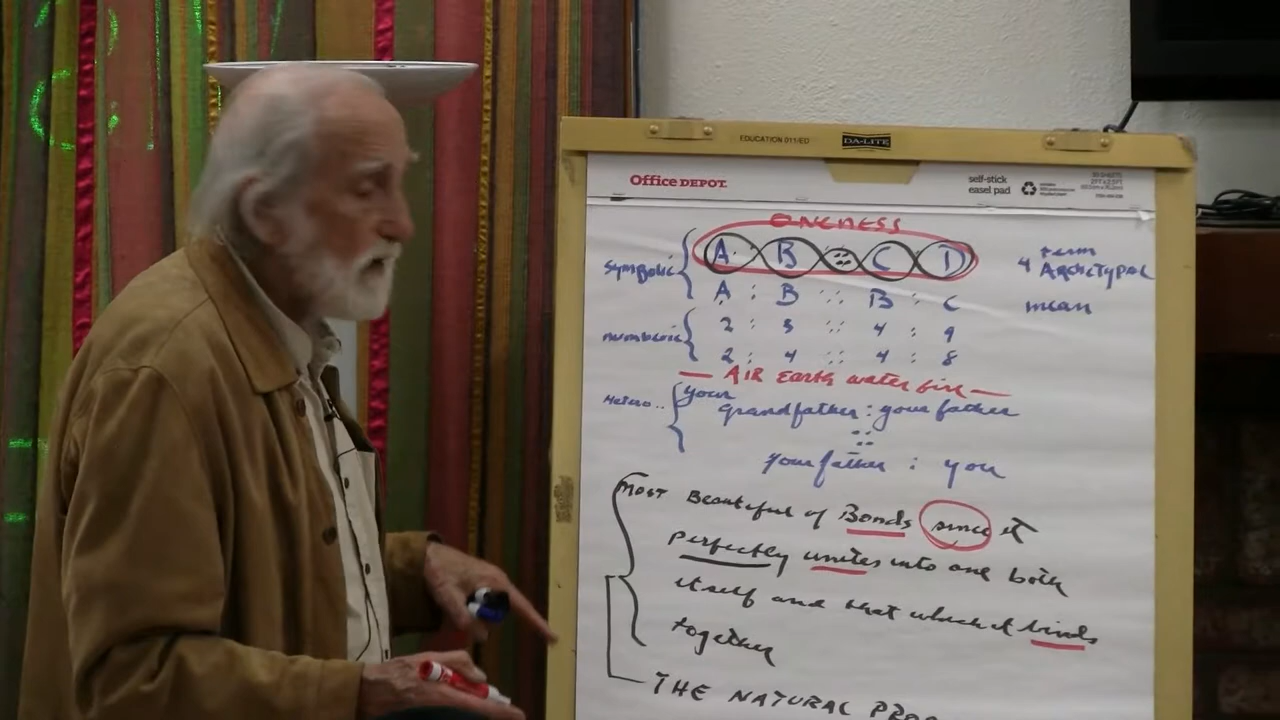 EDUCATION 011/ED DA-LITE
Office DEPOT.
self-stick
easel pad
ONENESS
Symbolic { A : B :: C : D
4 term
Archetypal
A : B :: B : C
mean
numberic { 2 : 3 :: 4 : 9
2 : 4 :: 4 : 8
— AIR Earth water fire —
Metro.. { your
grandfather : your father
::
your father : you
most Beautiful of Bonds since it
Perfectly unites into one both
itself and that which it binds
together
THE NATURAL PRO